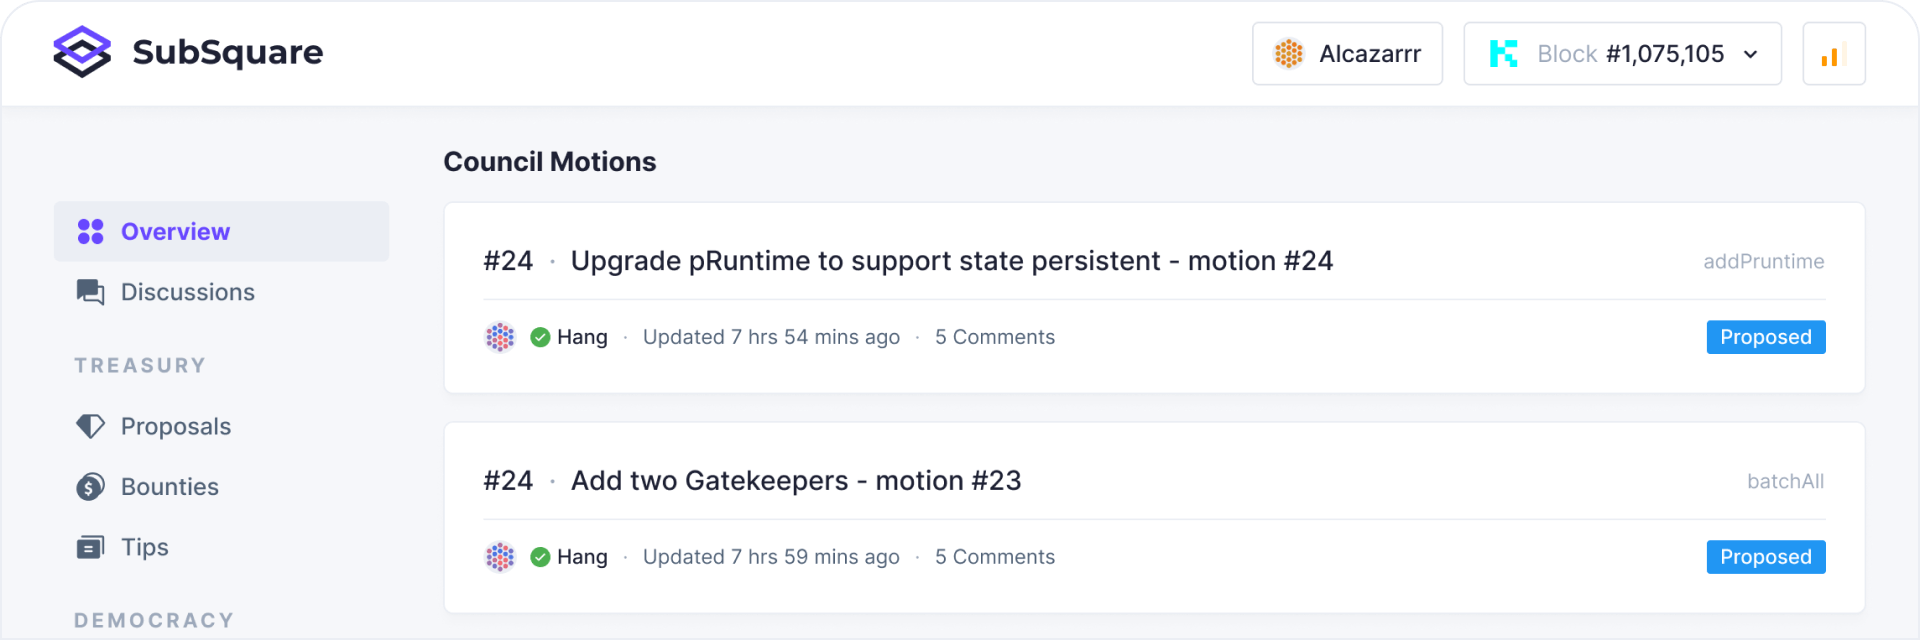 SubSquare
Alcazarrr
Block #1,075,105
Overview
Discussions
TREASURY
Proposals
Bounties
Tips
DEMOCRACY
Council Motions
#24 · Upgrade pRuntime to support state persistent - motion #24
addPruntime
Hang · Updated 7 hrs 54 mins ago · 5 Comments
Proposed
#24 · Add two Gatekeepers - motion #23
batchAll
Hang · Updated 7 hrs 59 mins ago · 5 Comments
Proposed